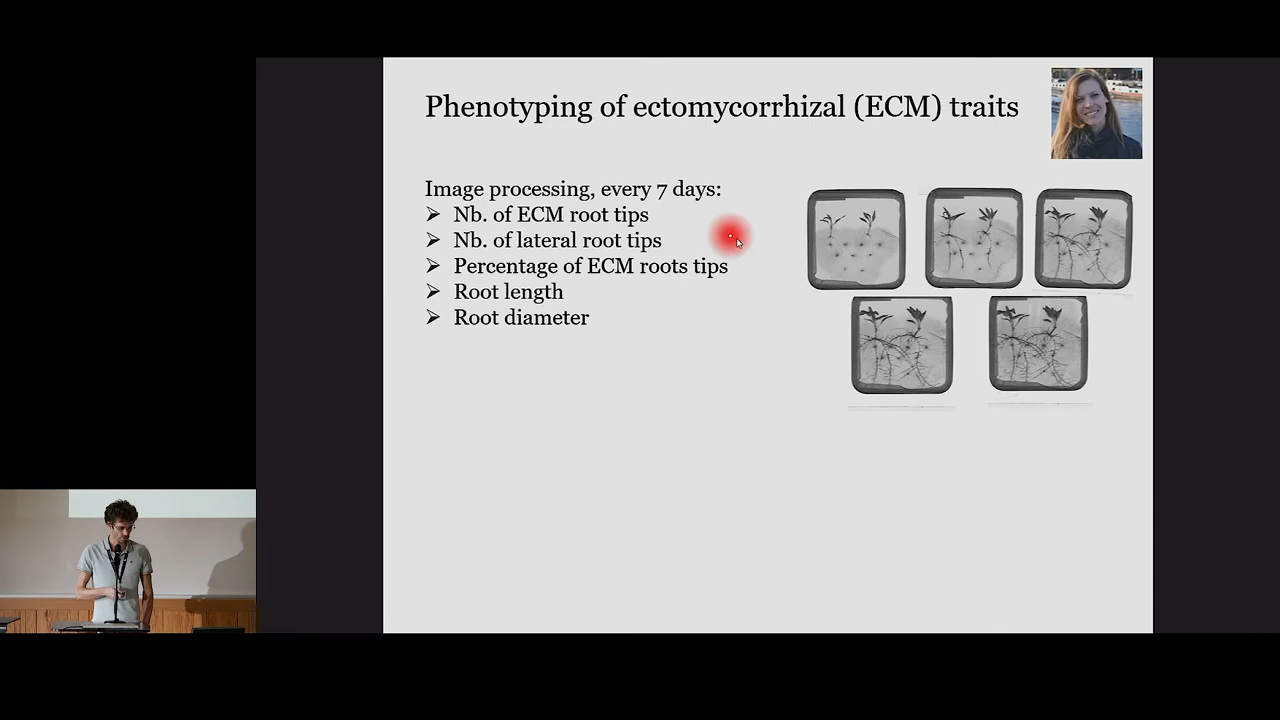 Phenotyping of ectomycorrhizal (ECM) traits
Image processing, every 7 days:
Nb. of ECM root tips
Nb. of lateral root tips
Percentage of ECM roots tips
Root length
Root diameter